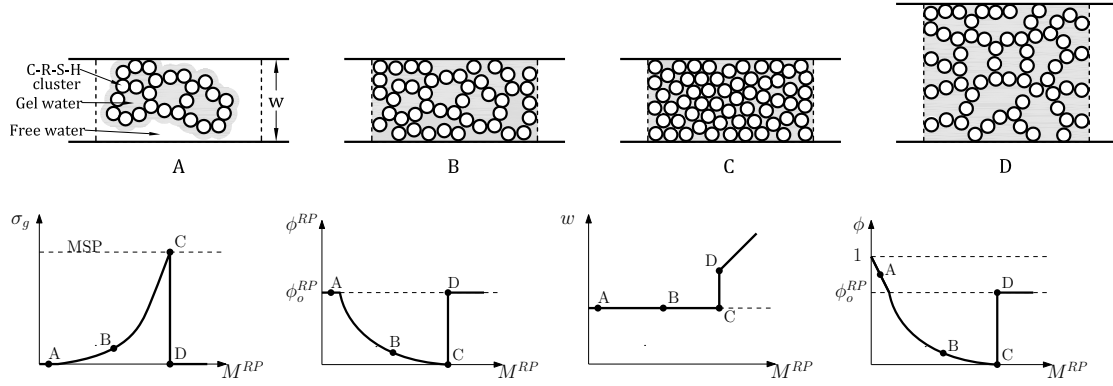 C-R-S-H
cluster
Gel water
Free water
w
A
B
C
D
σ_g
MSP
A
B
C
D
M^{RP}
ϕ^{RP}
ϕ_o^{RP}
A
B
C
D
M^{RP}
w
A
B
C
D
M^{RP}
ϕ
1
ϕ_o^{RP}
A
B
C
D
M^{RP}